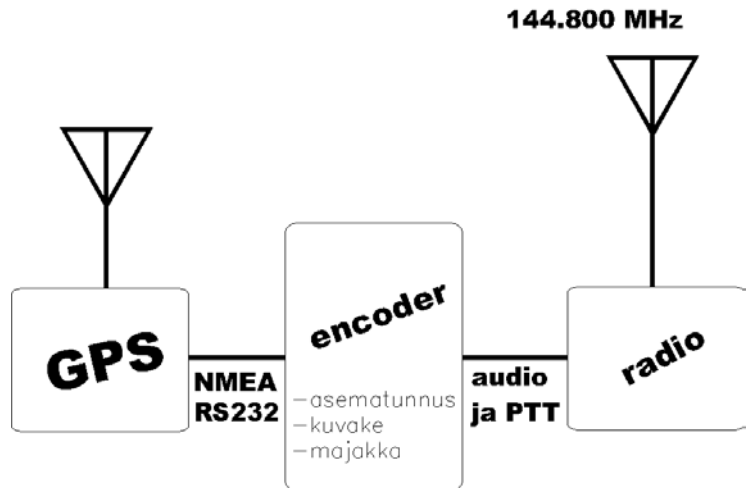 144.800 MHz
GPS
NMEA
RS232
encoder
-asematunnus
-kuvake
-majakka
audio
ja PTT
radio